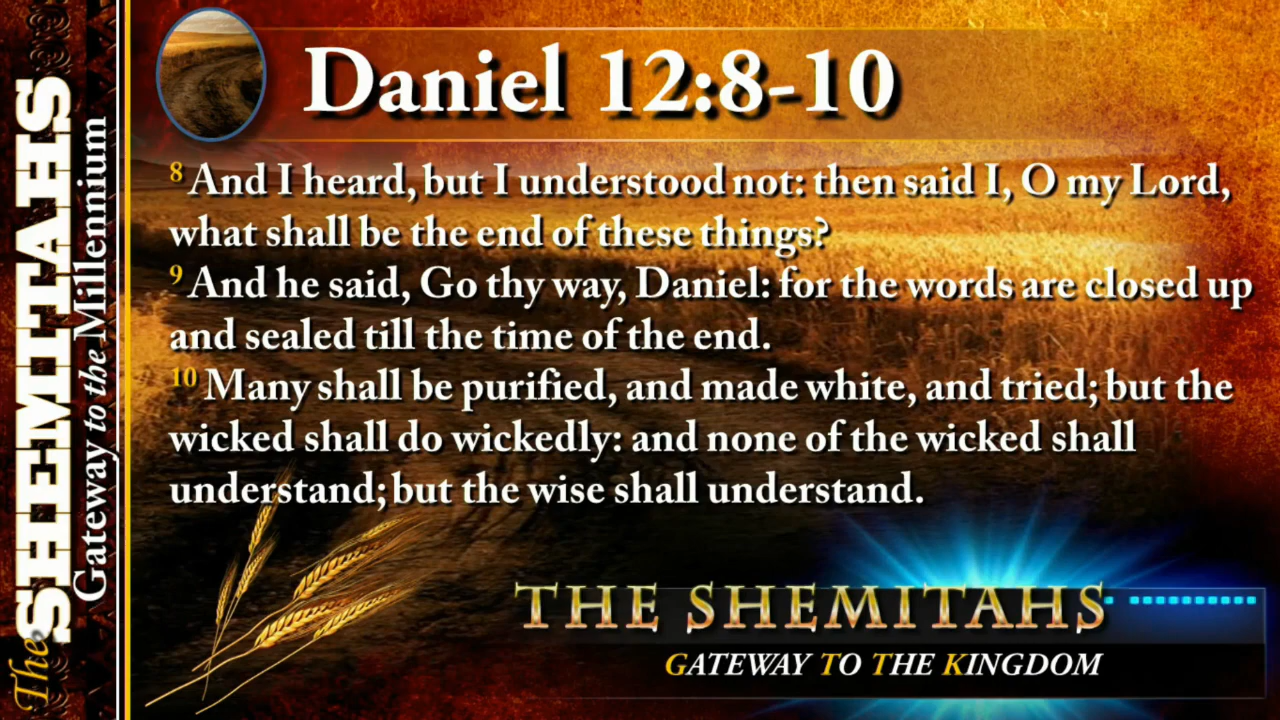 The SHEMITAHS
Gateway to the Millennium
Daniel 12:8-10
8 And I heard, but I understood not: then said I, O my Lord,
what shall be the end of these things?
9 And he said, Go thy way, Daniel: for the words are closed up
and sealed till the time of the end.
10 Many shall be purified, and made white, and tried; but the
wicked shall do wickedly: and none of the wicked shall
understand; but the wise shall understand.
THE SHEMITAHS
GATEWAY TO THE KINGDOM